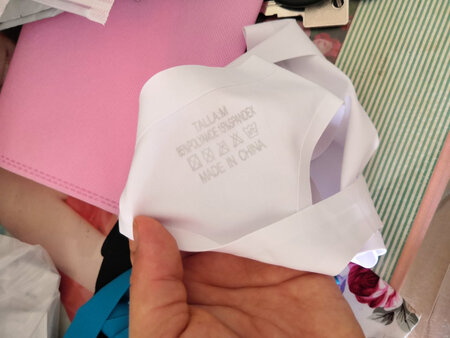 TALLA:M
85%POLYAMIDE 15%SPANDEX
MADE IN CHINA